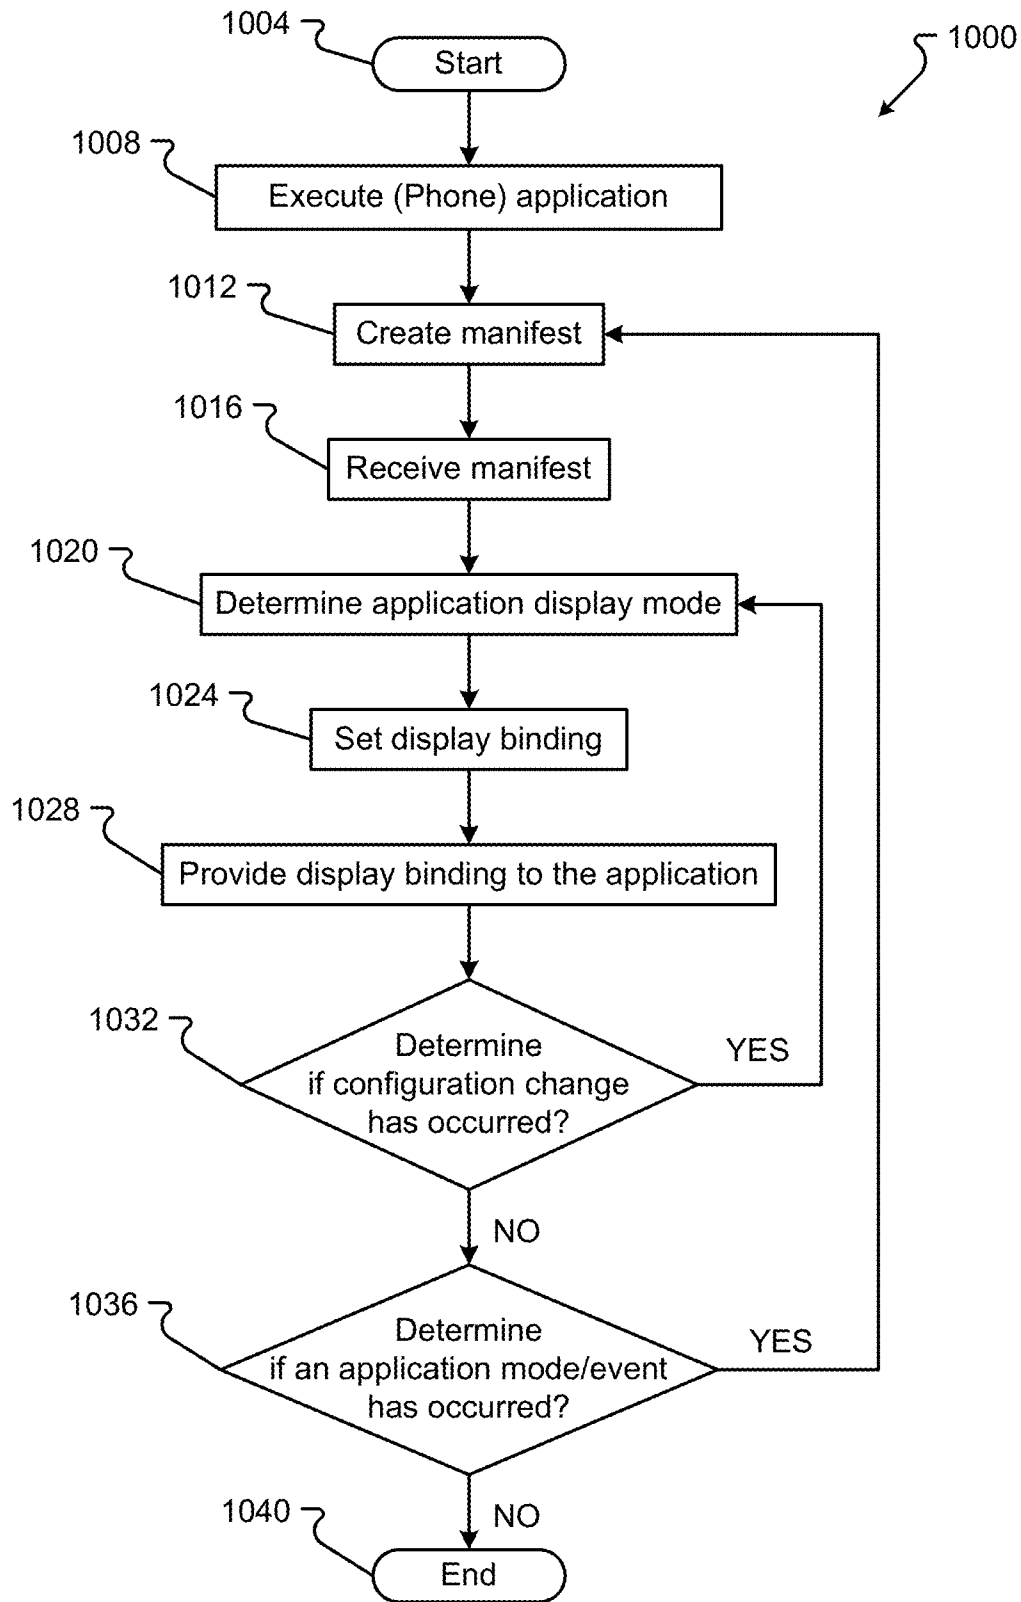 1004
Start
1000
1008
Execute (Phone) application
1012
Create manifest
1016
Receive manifest
1020
Determine application display mode
1024
Set display binding
1028
Provide display binding to the application
1032
Determine
if configuration change
has occurred?
YES
NO
1036
Determine
if an application mode/event
has occurred?
YES
NO
1040
End